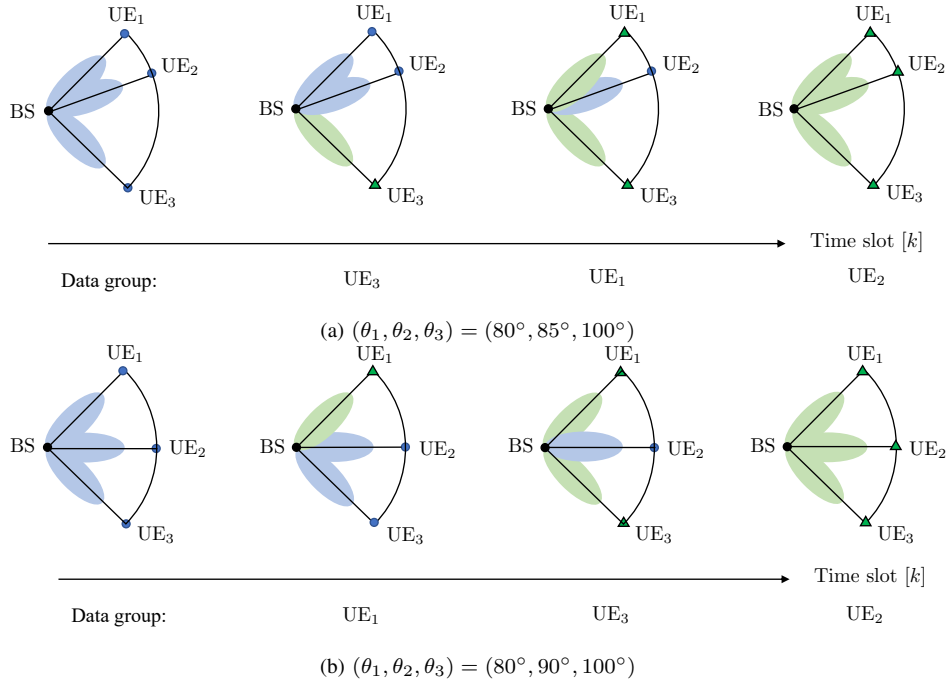 UE₁ UE₁ UE₁ UE₁
UE₂ UE₂ UE₂ UE₂
BS BS BS BS
UE₃ UE₃ UE₃ UE₃
Time slot [k]
Data group: UE₃ UE₁ UE₂
(a) (θ₁, θ₂, θ₃) = (80°, 85°, 100°)
UE₁ UE₁ UE₁ UE₁
BS UE₂ BS UE₂ BS UE₂ BS UE₂
UE₃ UE₃ UE₃ UE₃
Time slot [k]
Data group: UE₁ UE₃ UE₂
(b) (θ₁, θ₂, θ₃) = (80°, 90°, 100°)